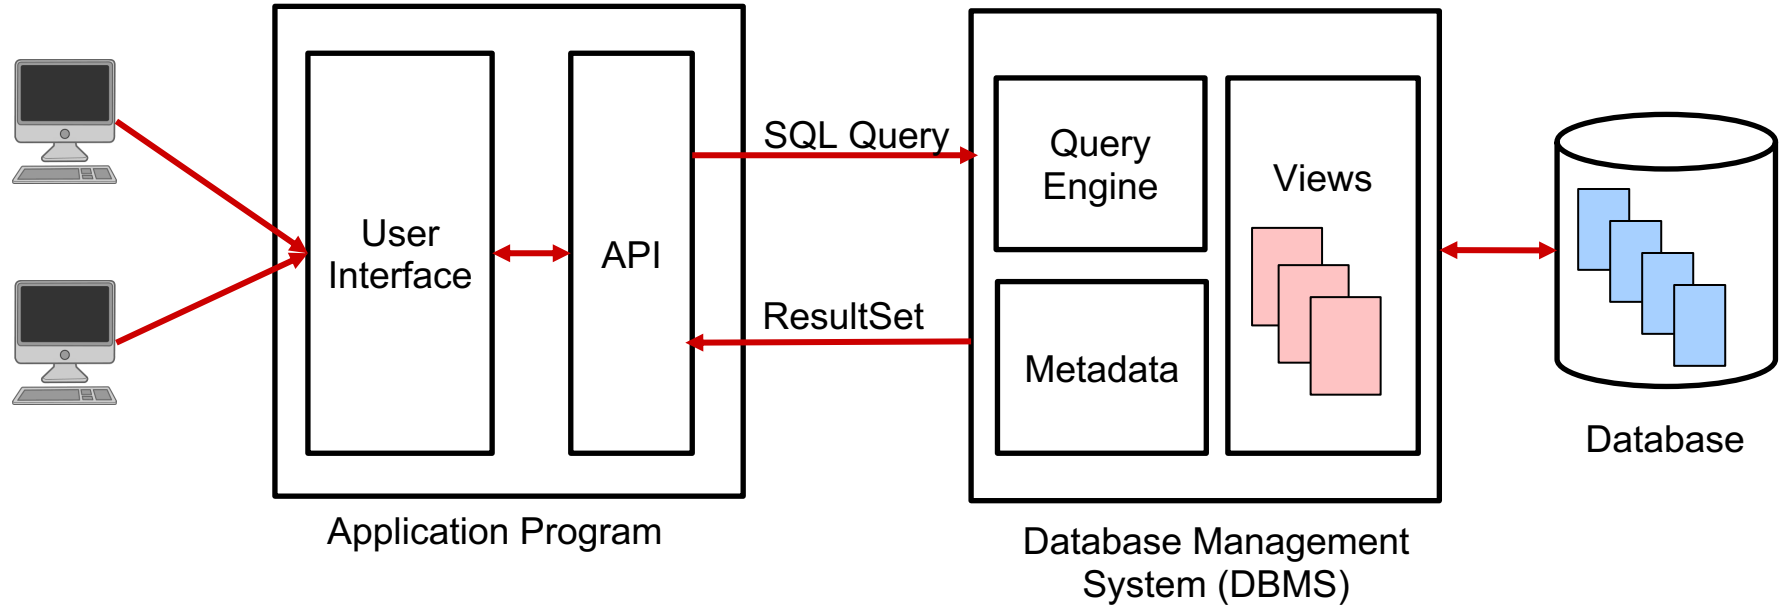 User
Interface
API
Application Program
SQL Query
ResultSet
Query
Engine
Metadata
Views
Database Management
System (DBMS)
Database